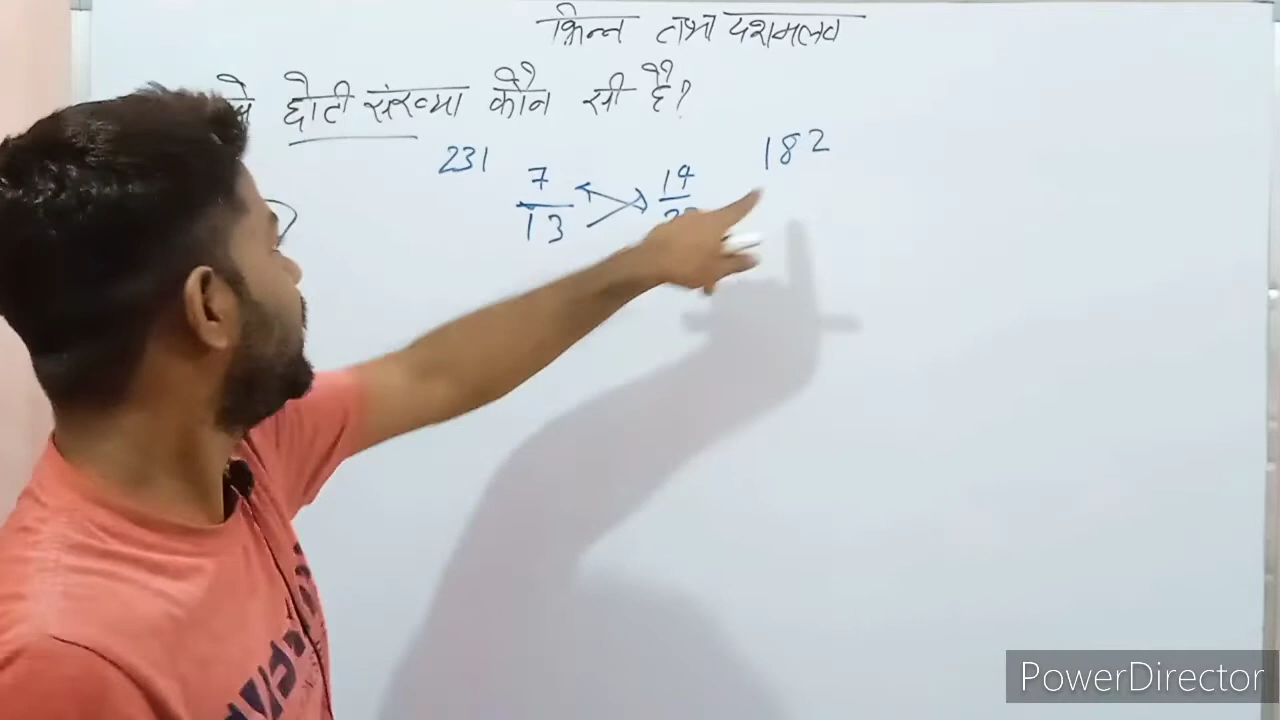 भिन्न तथा दशमलव
छोटी संख्या कौन सी है?
231 7/13 14 182
PowerDirector